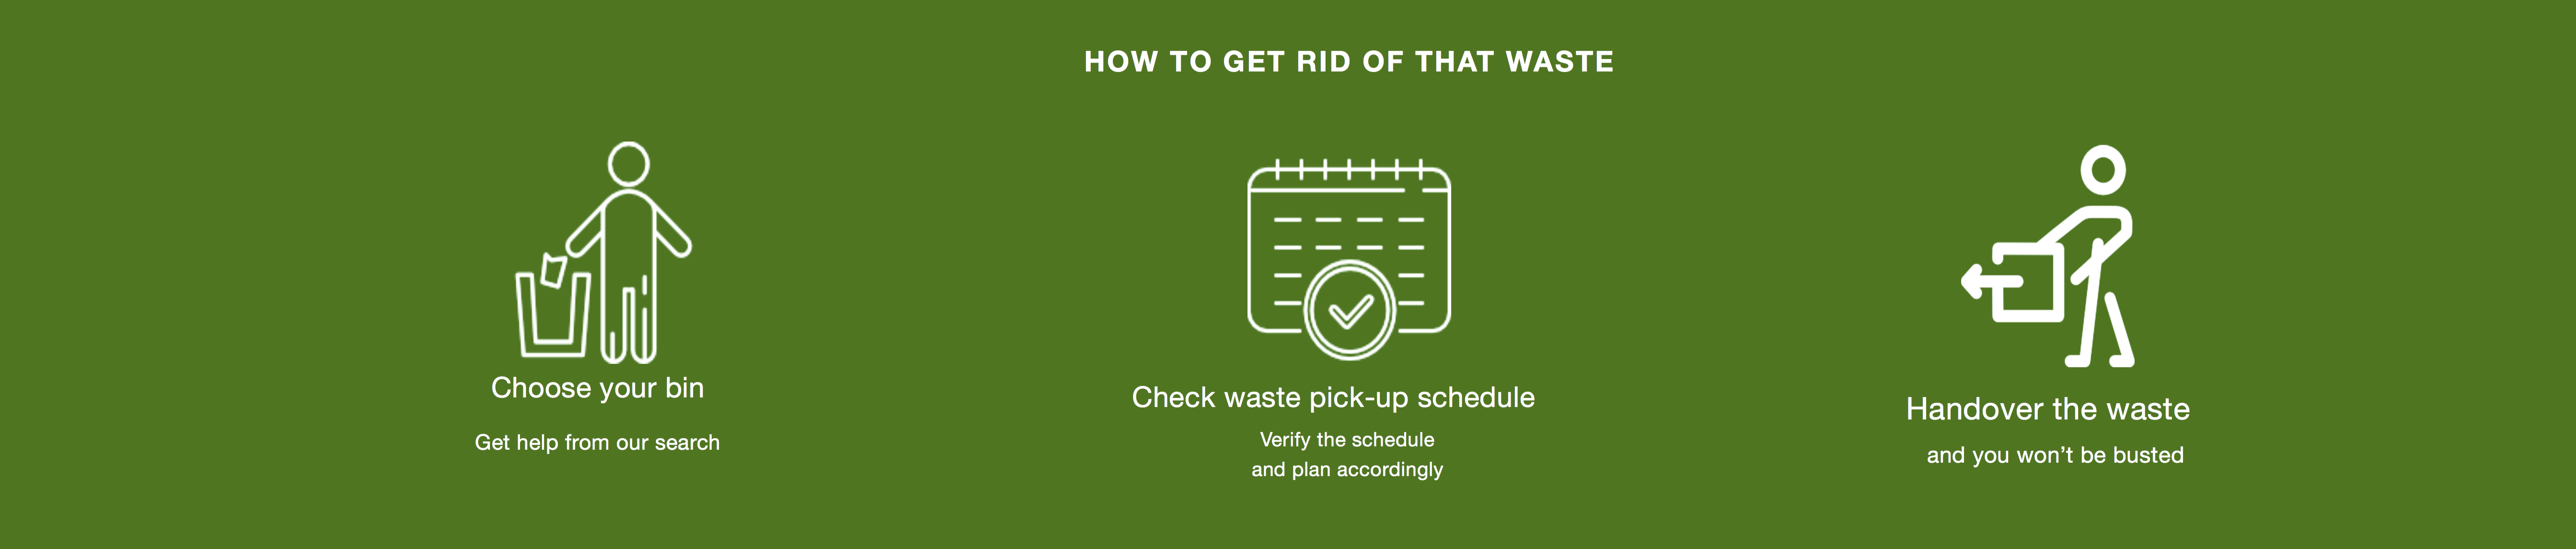 HOW TO GET RID OF THAT WASTE
Choose your bin
Get help from our search
Check waste pick-up schedule
Verify the schedule
and plan accordingly
Handover the waste
and you won’t be busted